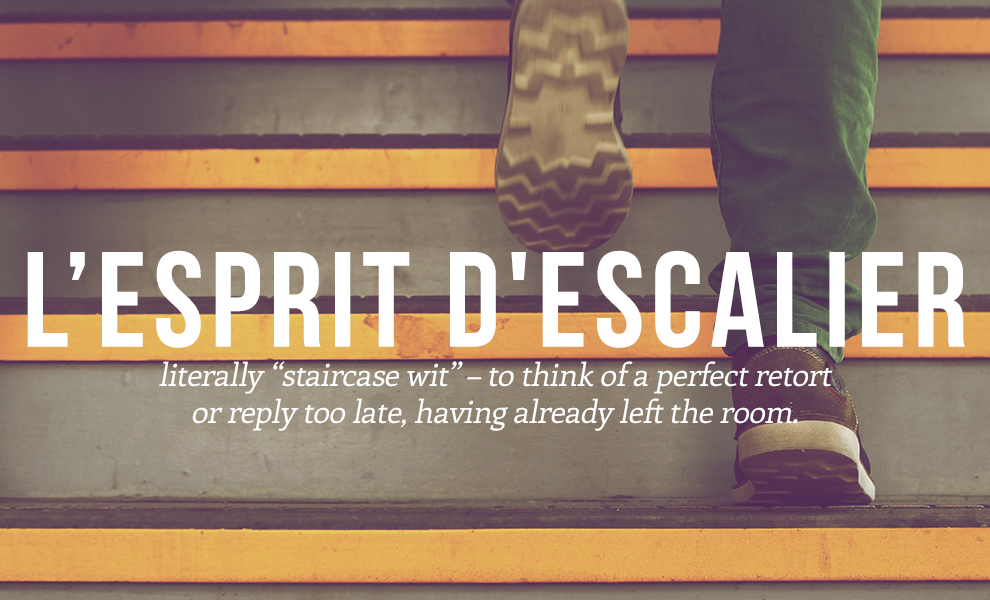 L’ESPRIT D'ESCALIER
literally “staircase wit” – to think of a perfect retort
or reply too late, having already left the room.